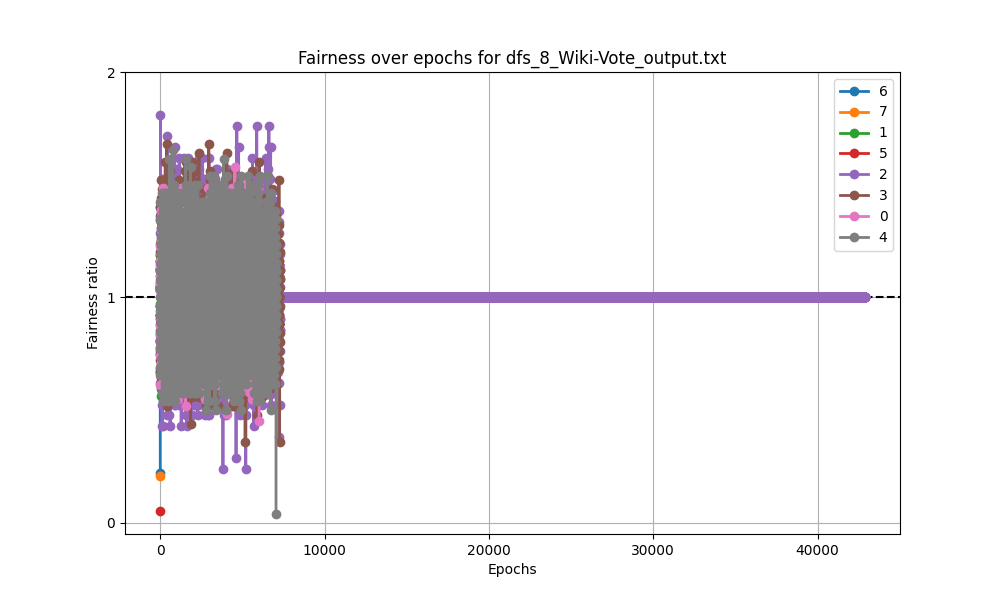 Fairness over epochs for dfs_8_Wiki-Vote_output.txt
2
1
0
Fairness ratio
6
7
1
5
2
3
0
4
0 10000 20000 30000 40000
Epochs